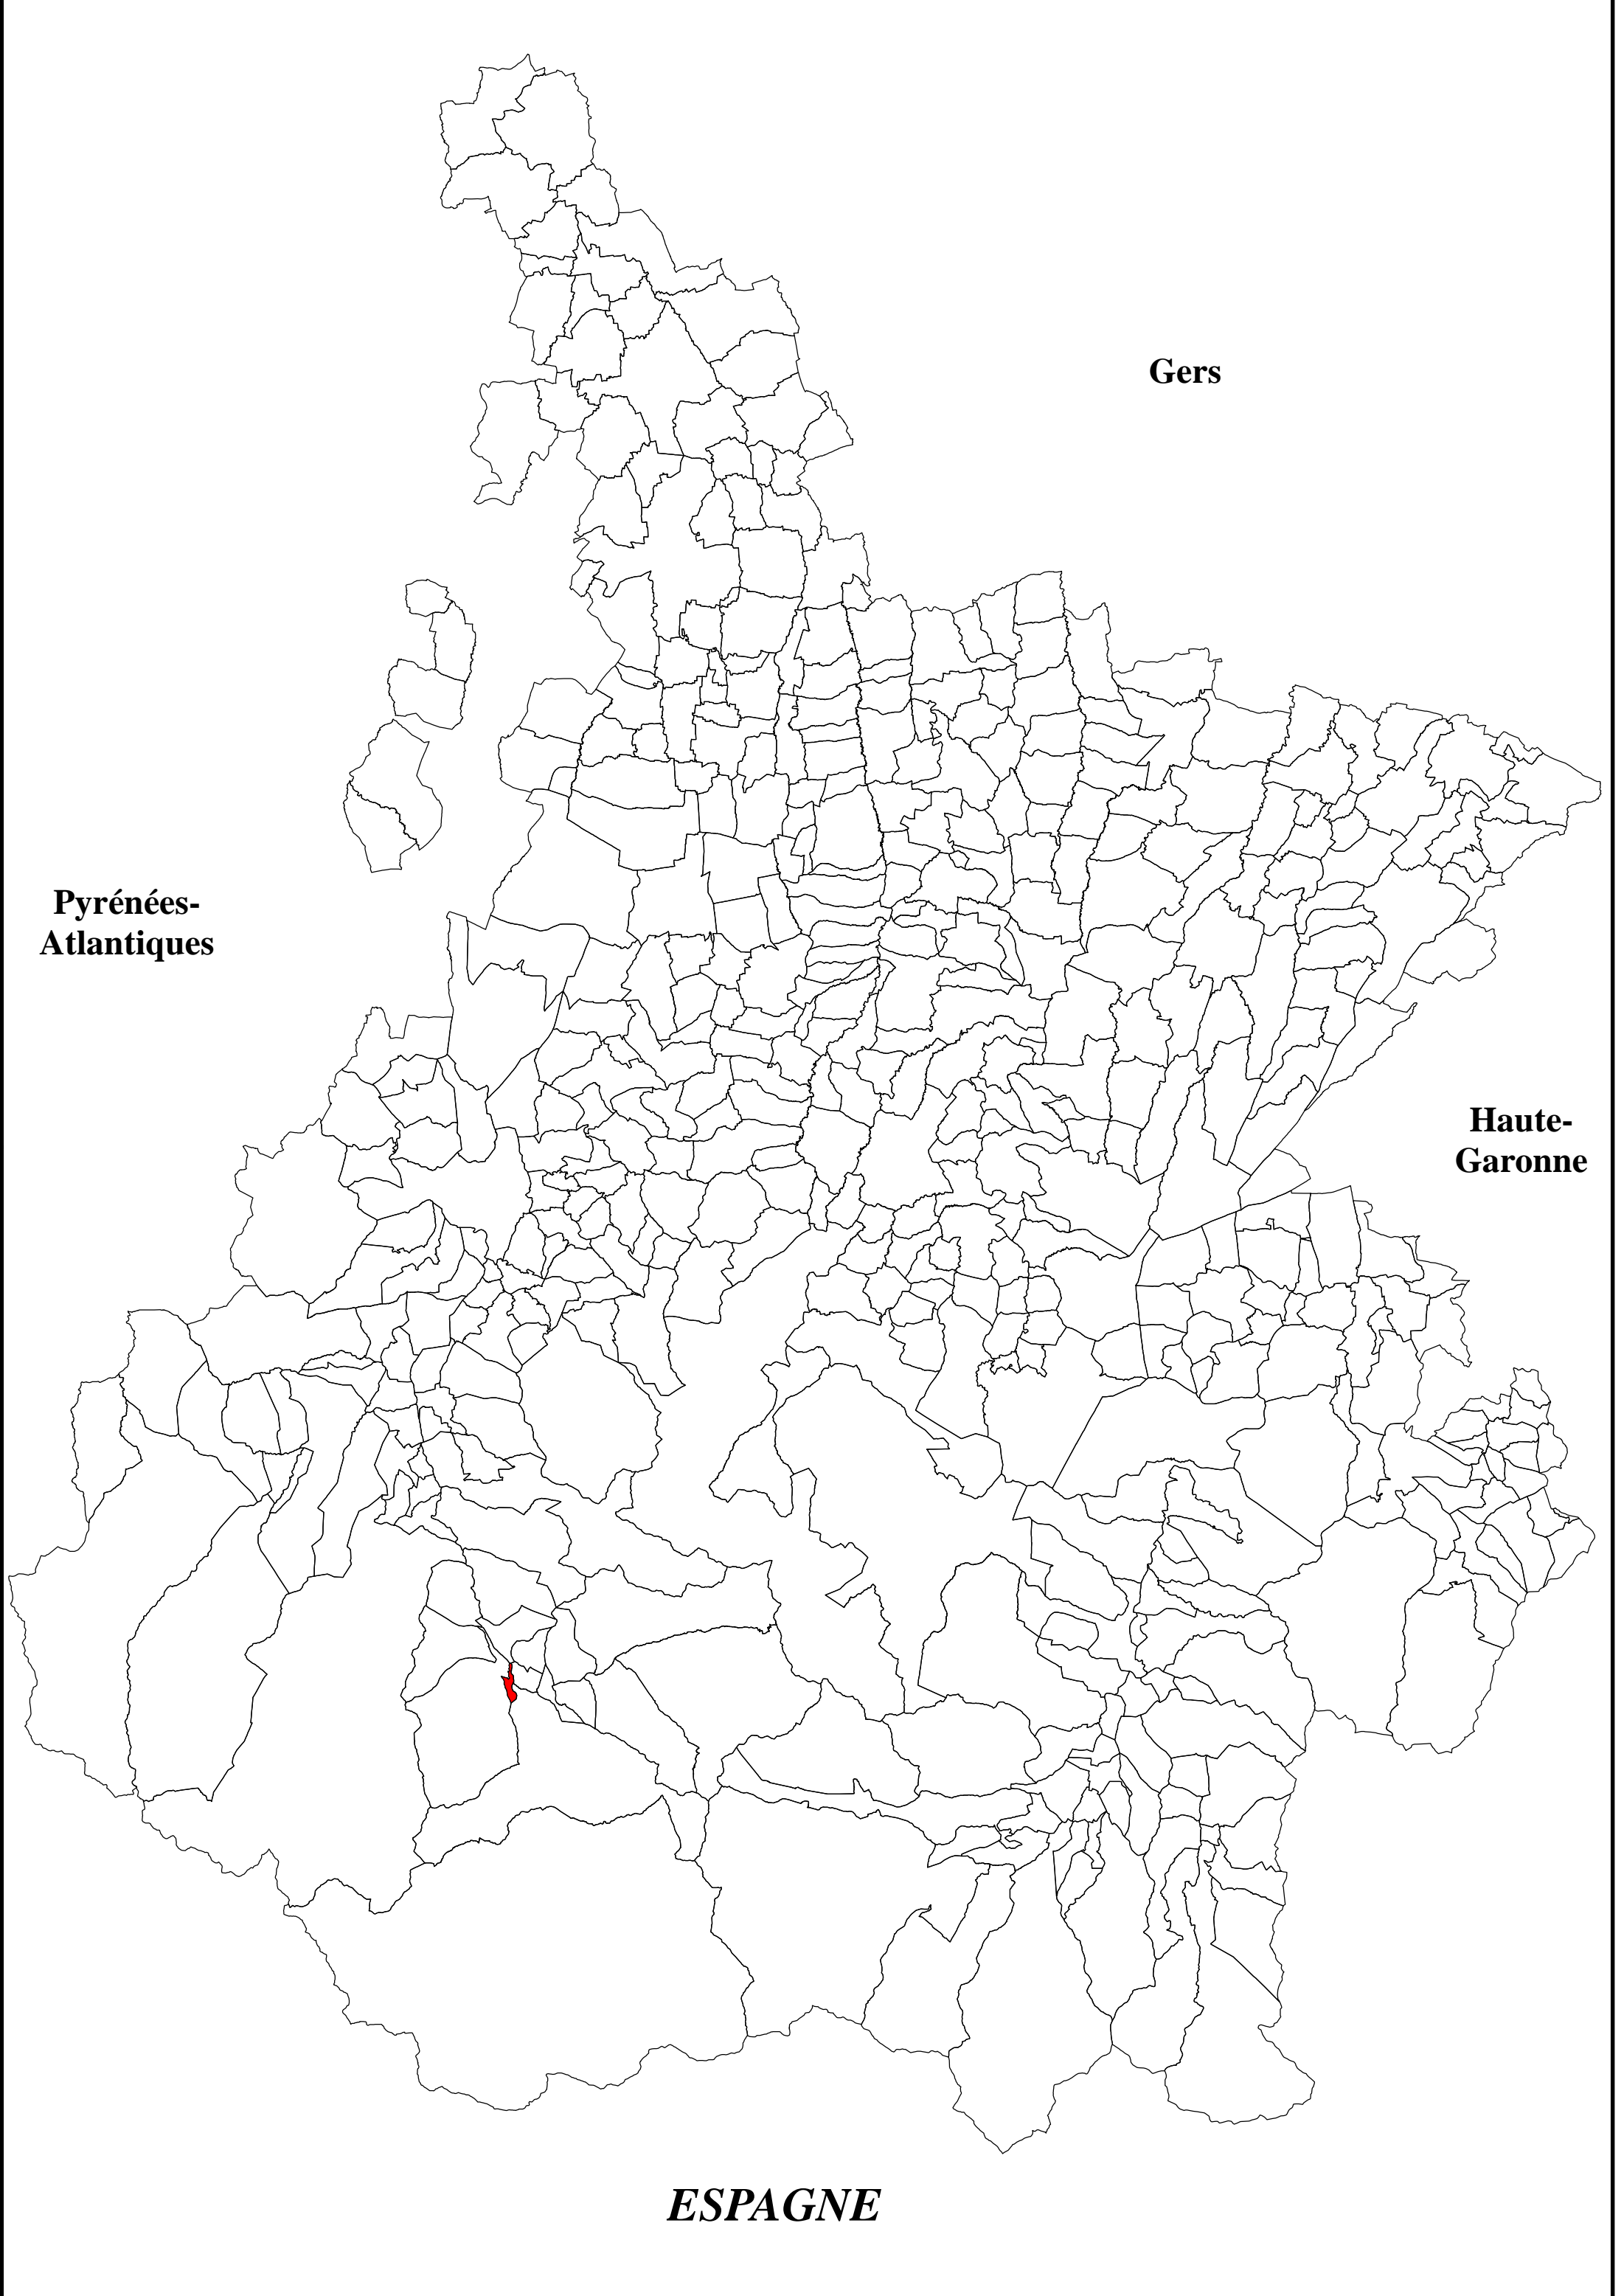 Gers
Pyrénées-
Atlantiques
Haute-
Garonne
ESPAGNE